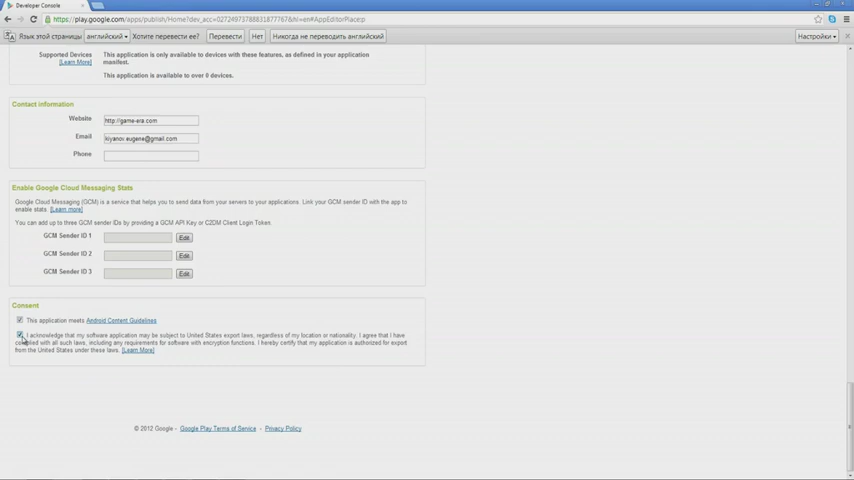 Developer Console
https://play.google.com/apps/publish/Home?dev_acc=02724973788831877767&hl=en#AppEditorPlace:p
Язык этой страницы английский Хотите перевести ее? Перевести Нет Никогда не переводить английский Настройки
Supported Devices
[Learn More]
This application is only available to devices with these features, as defined in your application
manifest.
This application is available to over 0 devices.
Contact information
Website http://game-era.com
Email kiyanov.eugene@gmail.com
Phone
Enable Google Cloud Messaging Stats
Google Cloud Messaging (GCM) is a service that helps you to send data from your servers to your applications. Link your GCM sender ID with the app to
enable stats. [Learn more]
You can add up to three GCM sender IDs by providing a GCM API Key or C2DM Client Login Token.
GCM Sender ID 1 Edit
GCM Sender ID 2 Edit
GCM Sender ID 3 Edit
Consent
This application meets Android Content Guidelines
I acknowledge that my software application may be subject to United States export laws, regardless of my location or nationality. I agree that I have
complied with all such laws, including any requirements for software with encryption functions. I hereby certify that my application is authorized for export
from the United States under these laws. [Learn More]
© 2012 Google - Google Play Terms of Service - Privacy Policy